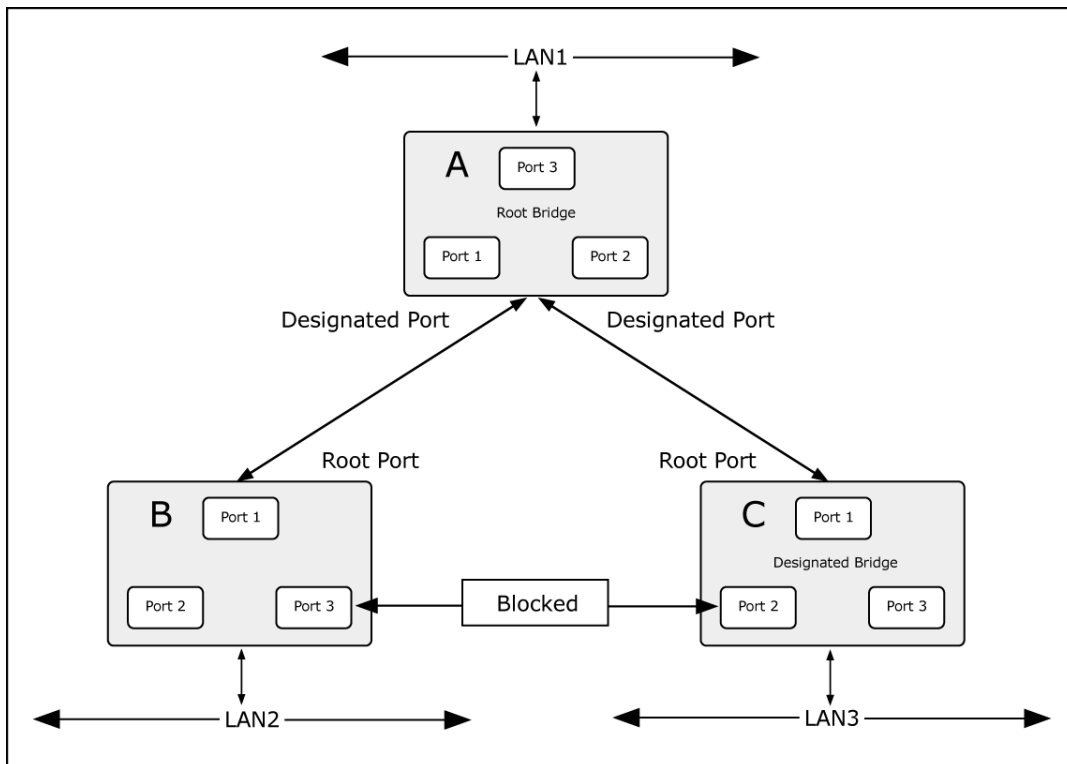 LAN1
A
Port 3
Root Bridge
Port 1
Port 2
Designated Port
Designated Port
Root Port
Root Port
B
Port 1
C
Port 1
Designated Bridge
Port 2
Port 3
Blocked
Port 2
Port 3
LAN2
LAN3